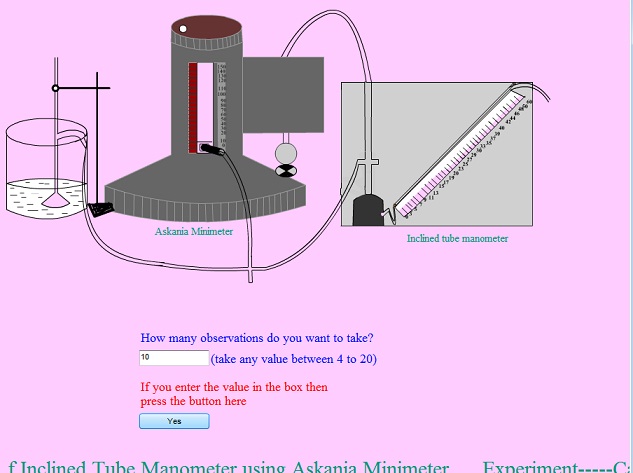 Askania Minimeter
Inclined tube manometer
How many observations do you want to take?
10 (take any value between 4 to 20)
If you enter the value in the box then
press the button here
Yes
f Inclined Tube Manometer using Askania Minimeter Experiment-----Ca